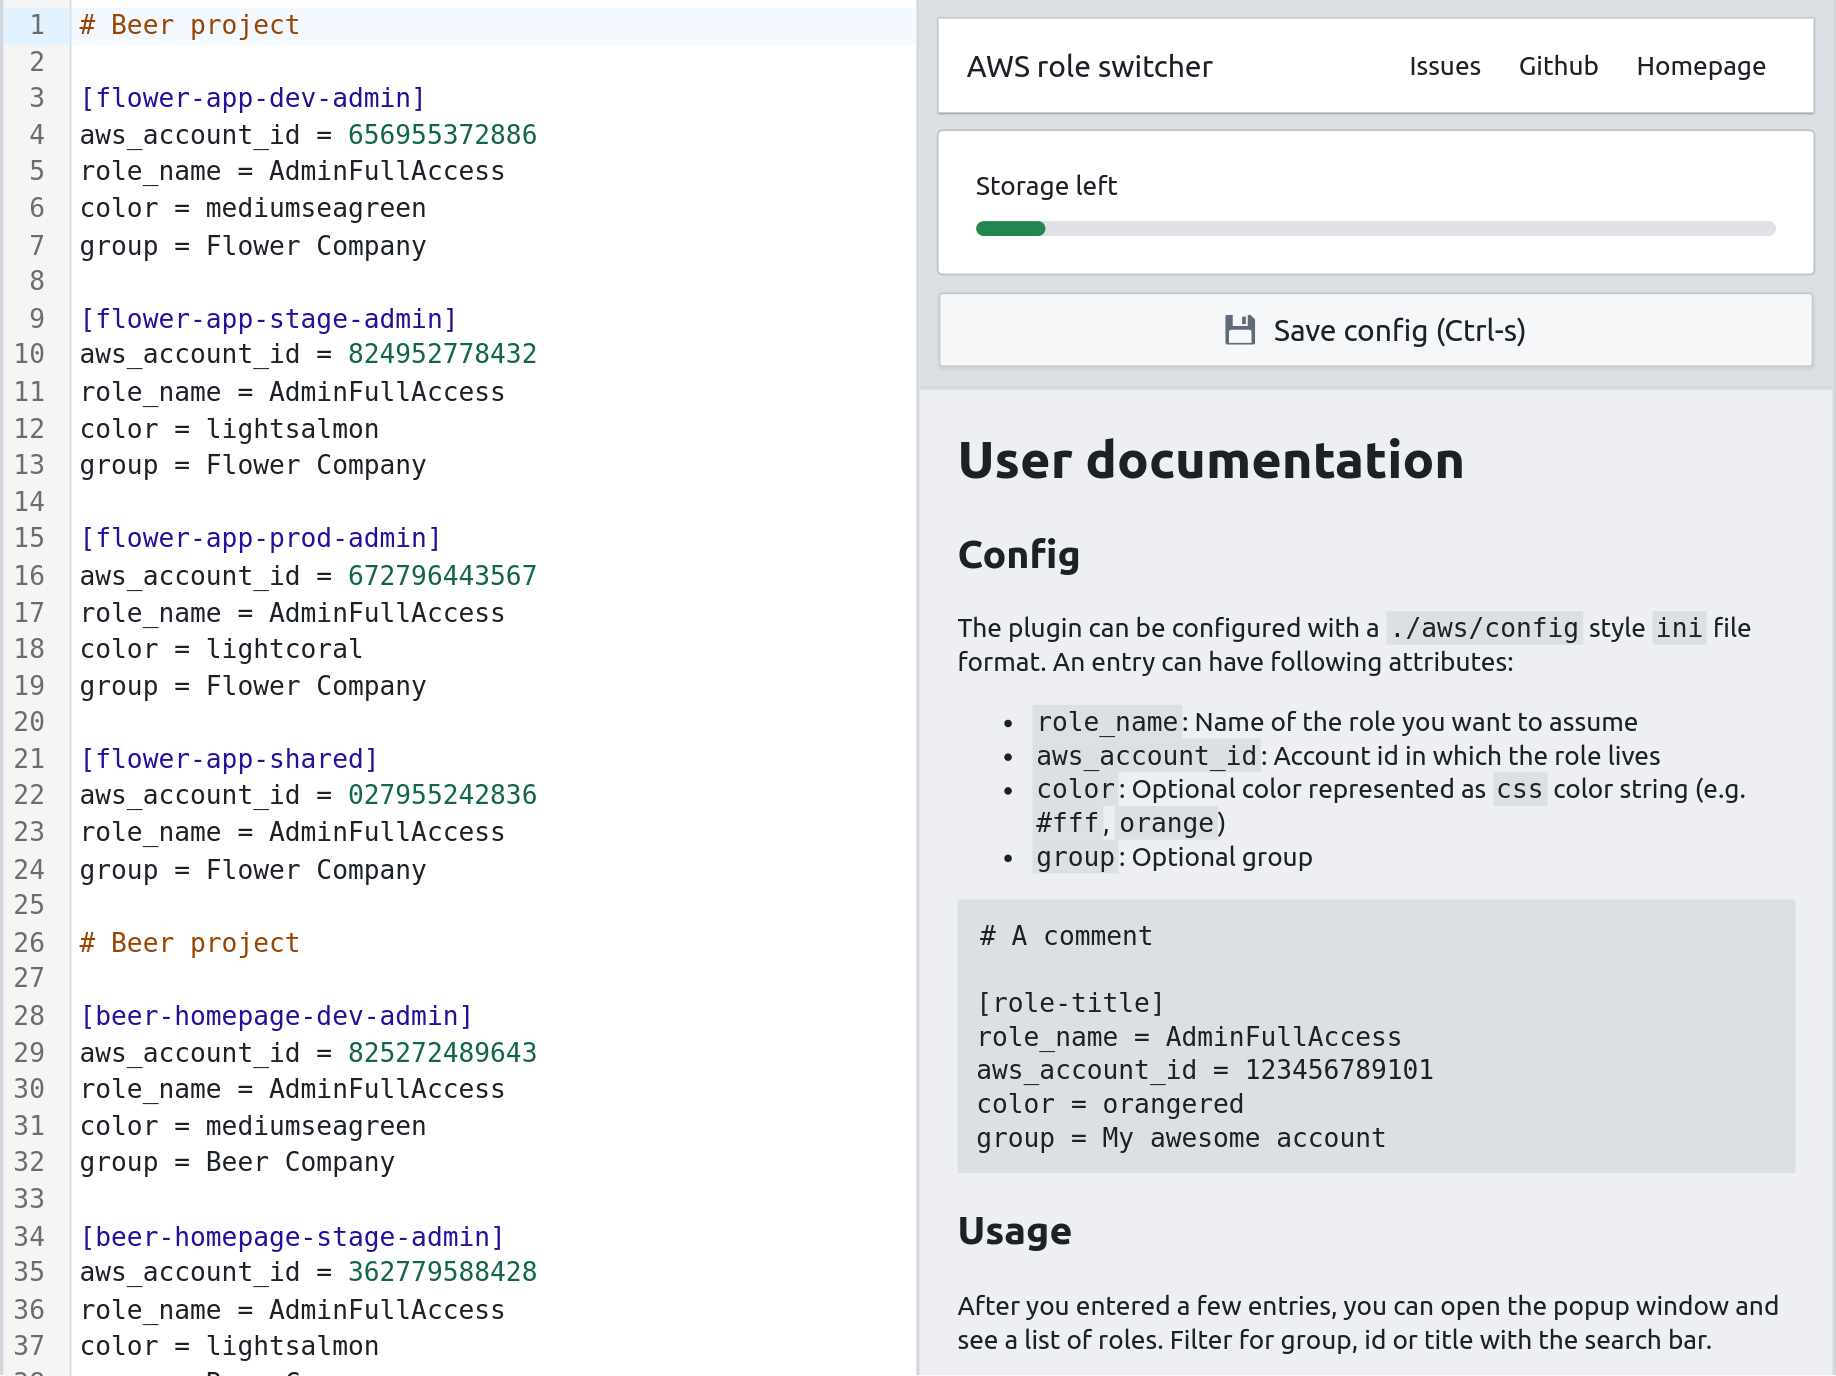 1 # Beer project
2
3 [flower-app-dev-admin]
4 aws_account_id = 656955372886
5 role_name = AdminFullAccess
6 color = mediumseagreen
7 group = Flower Company
8
9 [flower-app-stage-admin]
10 aws_account_id = 824952778432
11 role_name = AdminFullAccess
12 color = lightsalmon
13 group = Flower Company
14
15 [flower-app-prod-admin]
16 aws_account_id = 672796443567
17 role_name = AdminFullAccess
18 color = lightcoral
19 group = Flower Company
20
21 [flower-app-shared]
22 aws_account_id = 027955242836
23 role_name = AdminFullAccess
24 group = Flower Company
25
26 # Beer project
27
28 [beer-homepage-dev-admin]
29 aws_account_id = 825272489643
30 role_name = AdminFullAccess
31 color = mediumseagreen
32 group = Beer Company
33
34 [beer-homepage-stage-admin]
35 aws_account_id = 362779588428
36 role_name = AdminFullAccess
37 color = lightsalmon
AWS role switcher Issues Github Homepage
Storage left
Save config (Ctrl-s)
User documentation
Config
The plugin can be configured with a ./aws/config style ini file
format. An entry can have following attributes:
• role_name: Name of the role you want to assume
• aws_account_id: Account id in which the role lives
• color: Optional color represented as css color string (e.g.
#fff, orange)
• group: Optional group
# A comment
[role-title]
role_name = AdminFullAccess
aws_account_id = 123456789101
color = orangered
group = My awesome account
Usage
After you entered a few entries, you can open the popup window and
see a list of roles. Filter for group, id or title with the search bar.